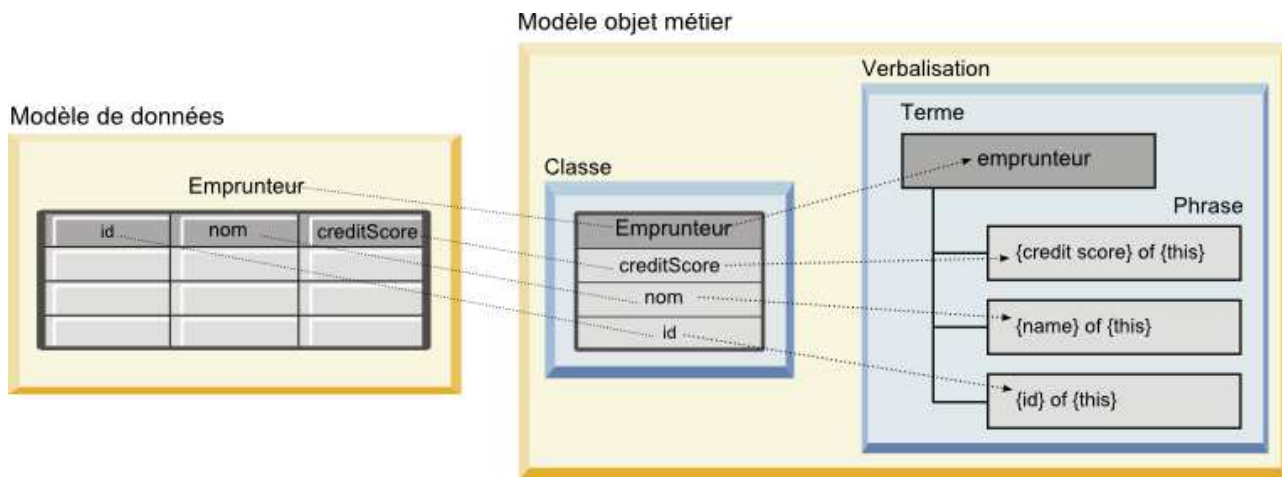 Modèle objet métier
Modèle de données
Emprunteur
id nom creditScore
Classe
Emprunteur
creditScore
nom
id
Verbalisation
Terme
emprunteur
Phrase
{credit score} of {this}
{name} of {this}
{id} of {this}